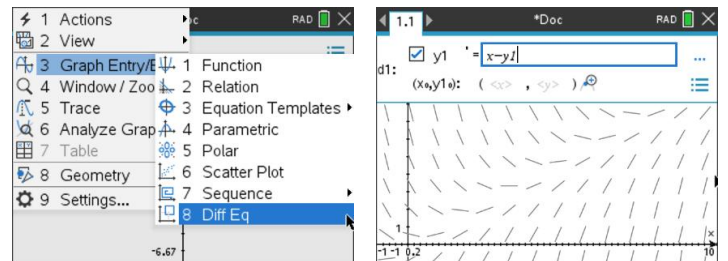 1 Actions
oc RAD
2 View
3 Graph Entry/E
4 Window / Zoo
5 Trace
6 Analyze Grap
7 Table
8 Geometry
9 Settings...
1 Function
2 Relation
3 Equation Templates
4 Parametric
5 Polar
6 Scatter Plot
7 Sequence
8 Diff Eq
-6.67
1.1 *Doc RAD
y1 ' = x-y1 ...
d1:
(x₀,y1₀): ( <x> , <y> )
1
x
-1 -1 0.2 10